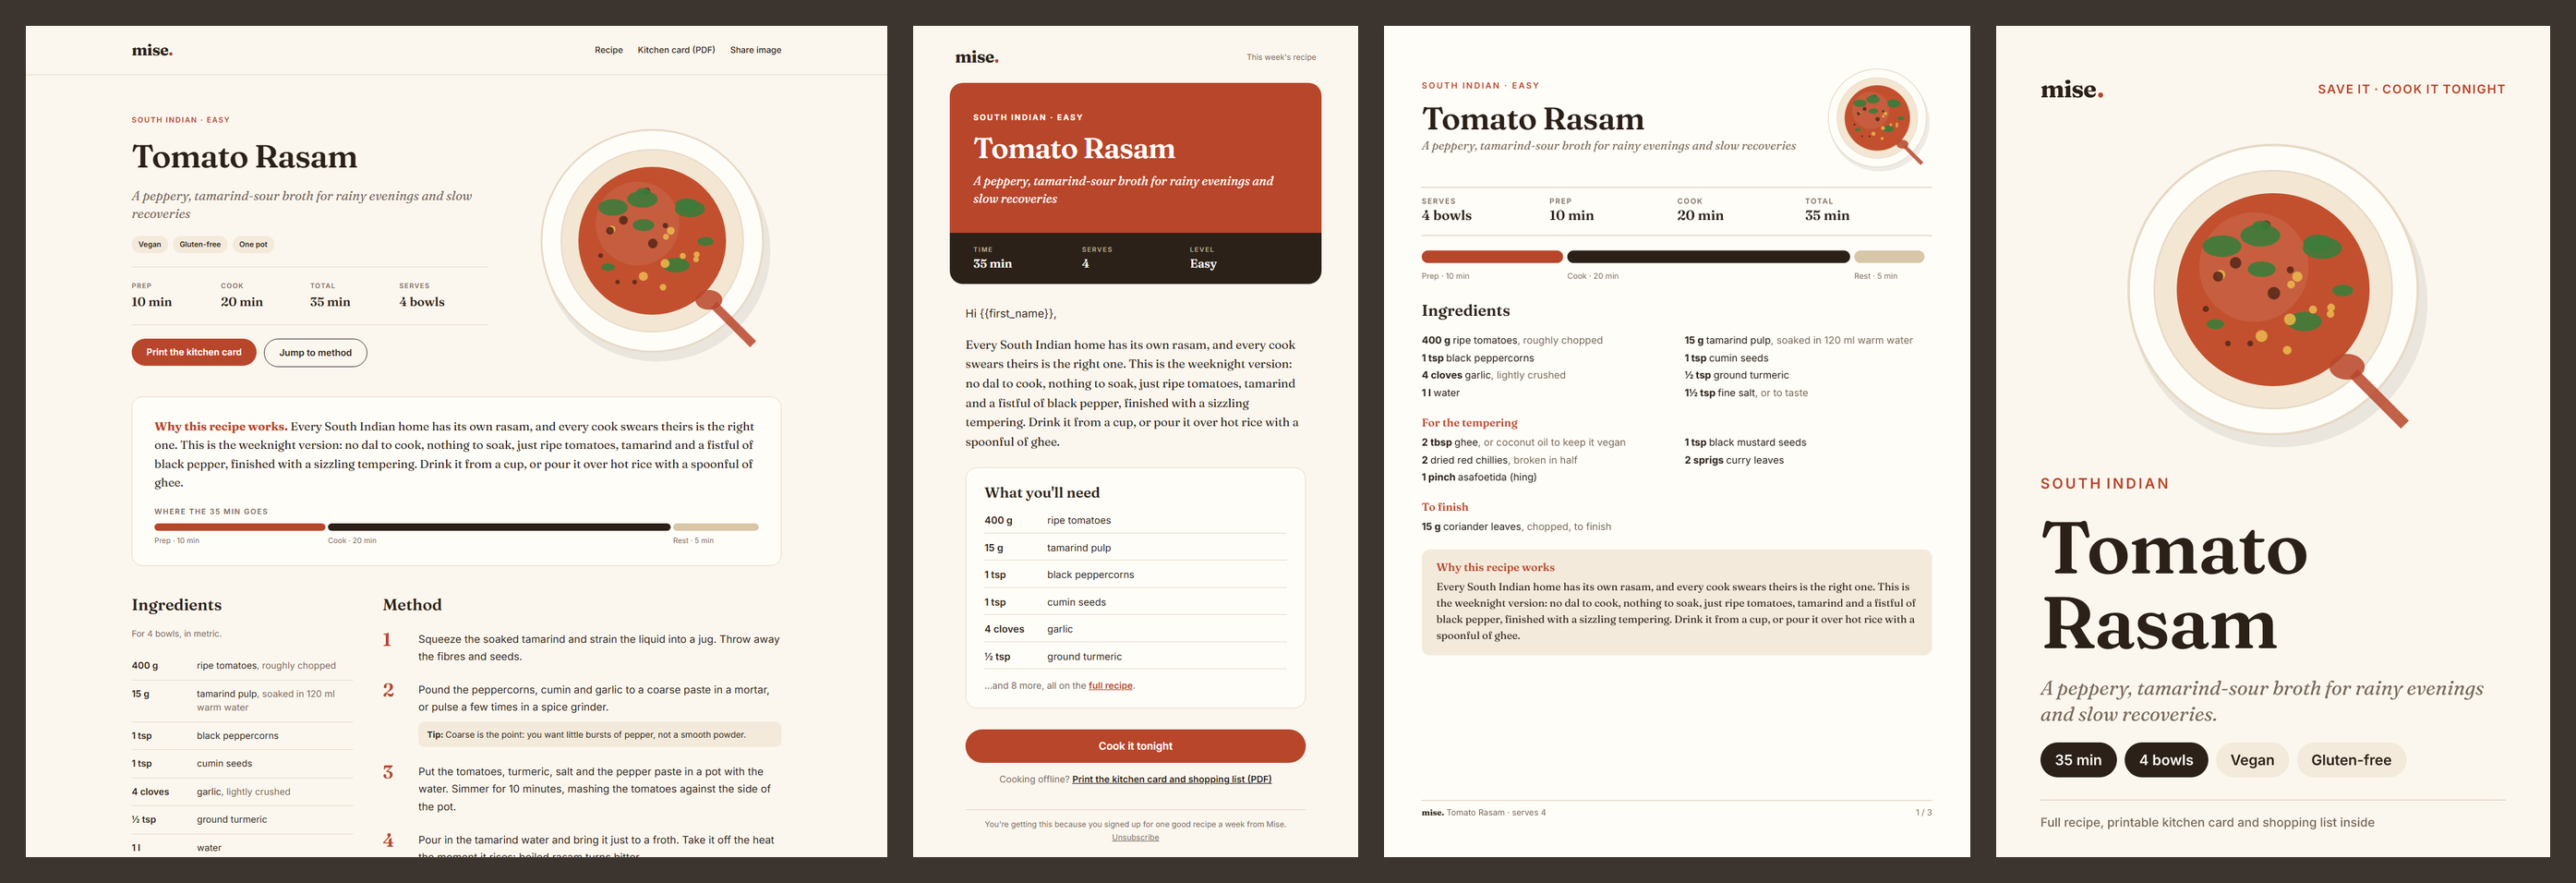 mise.
Recipe Kitchen card (PDF) Share image
SOUTH INDIAN · EASY
Tomato Rasam
A peppery, tamarind-sour broth for rainy evenings and slow
recoveries
Vegan Gluten-free One pot
PREP COOK TOTAL SERVES
10 min 20 min 35 min 4 bowls
Print the kitchen card Jump to method
Why this recipe works. Every South Indian home has its own rasam, and every cook swears theirs is the right
one. This is the weeknight version: no dal to cook, nothing to soak, just ripe tomatoes, tamarind and a fistful of
black pepper, finished with a sizzling tempering. Drink it from a cup, or pour it over hot rice with a spoonful of
ghee.
WHERE THE 35 MIN GOES
Prep · 10 min Cook · 20 min Rest · 5 min
Ingredients
For 4 bowls, in metric.
400 g ripe tomatoes, roughly chopped
15 g tamarind pulp, soaked in 120 ml
warm water
1 tsp black peppercorns
1 tsp cumin seeds
4 cloves garlic, lightly crushed
½ tsp ground turmeric
1 l water
Method
1 Squeeze the soaked tamarind and strain the liquid into a jug. Throw away
the fibres and seeds.
2 Pound the peppercorns, cumin and garlic to a coarse paste in a mortar,
or pulse a few times in a spice grinder.
Tip: Coarse is the point: you want little bursts of pepper, not a smooth powder.
3 Put the tomatoes, turmeric, salt and the pepper paste in a pot with the
water. Simmer for 10 minutes, mashing the tomatoes against the side of
the pot.
4 Pour in the tamarind water and bring it just to a froth. Take it off the heat
the moment it rises: boiled rasam turns bitter.
mise.
This week's recipe
SOUTH INDIAN · EASY
Tomato Rasam
A peppery, tamarind-sour broth for rainy evenings and
slow recoveries
TIME SERVES LEVEL
35 min 4 Easy
Hi {{first_name}},
Every South Indian home has its own rasam, and every cook
swears theirs is the right one. This is the weeknight version:
no dal to cook, nothing to soak, just ripe tomatoes, tamarind
and a fistful of black pepper, finished with a sizzling
tempering. Drink it from a cup, or pour it over hot rice with a
spoonful of ghee.
What you'll need
400 g ripe tomatoes
15 g tamarind pulp
1 tsp black peppercorns
1 tsp cumin seeds
4 cloves garlic
½ tsp ground turmeric
...and 8 more, all on the full recipe.
Cook it tonight
Cooking offline? Print the kitchen card and shopping list (PDF)
You're getting this because you signed up for one good recipe a week from Mise.
Unsubscribe
SOUTH INDIAN · EASY
Tomato Rasam
A peppery, tamarind-sour broth for rainy evenings and slow recoveries
SERVES PREP COOK TOTAL
4 bowls 10 min 20 min 35 min
Prep · 10 min Cook · 20 min Rest · 5 min
Ingredients
400 g ripe tomatoes, roughly chopped 15 g tamarind pulp, soaked in 120 ml warm water
1 tsp black peppercorns 1 tsp cumin seeds
4 cloves garlic, lightly crushed ½ tsp ground turmeric
1 l water 1½ tsp fine salt, or to taste
For the tempering
2 tbsp ghee, or coconut oil to keep it vegan 1 tsp black mustard seeds
2 dried red chillies, broken in half 2 sprigs curry leaves
1 pinch asafoetida (hing)
To finish
15 g coriander leaves, chopped, to finish
Why this recipe works
Every South Indian home has its own rasam, and every cook swears theirs is the right one. This is
the weeknight version: no dal to cook, nothing to soak, just ripe tomatoes, tamarind and a fistful of
black pepper, finished with a sizzling tempering. Drink it from a cup, or pour it over hot rice with a
spoonful of ghee.
mise. Tomato Rasam · serves 4 1 / 3
mise.
SAVE IT · COOK IT TONIGHT
SOUTH INDIAN
Tomato
Rasam
A peppery, tamarind-sour broth for rainy evenings
and slow recoveries.
35 min 4 bowls Vegan Gluten-free
Full recipe, printable kitchen card and shopping list inside